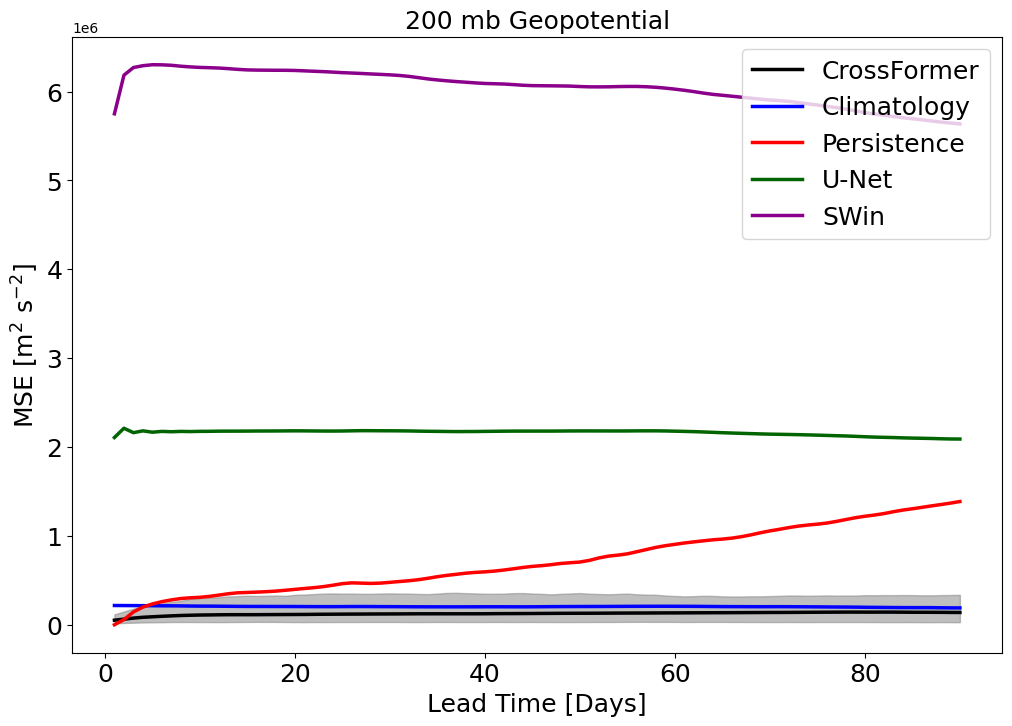 200 mb Geopotential
1e6
6
5
4
3
2
1
0
MSE [m² s⁻²]
0 20 40 60 80
Lead Time [Days]
CrossFormer
Climatology
Persistence
U-Net
SWin